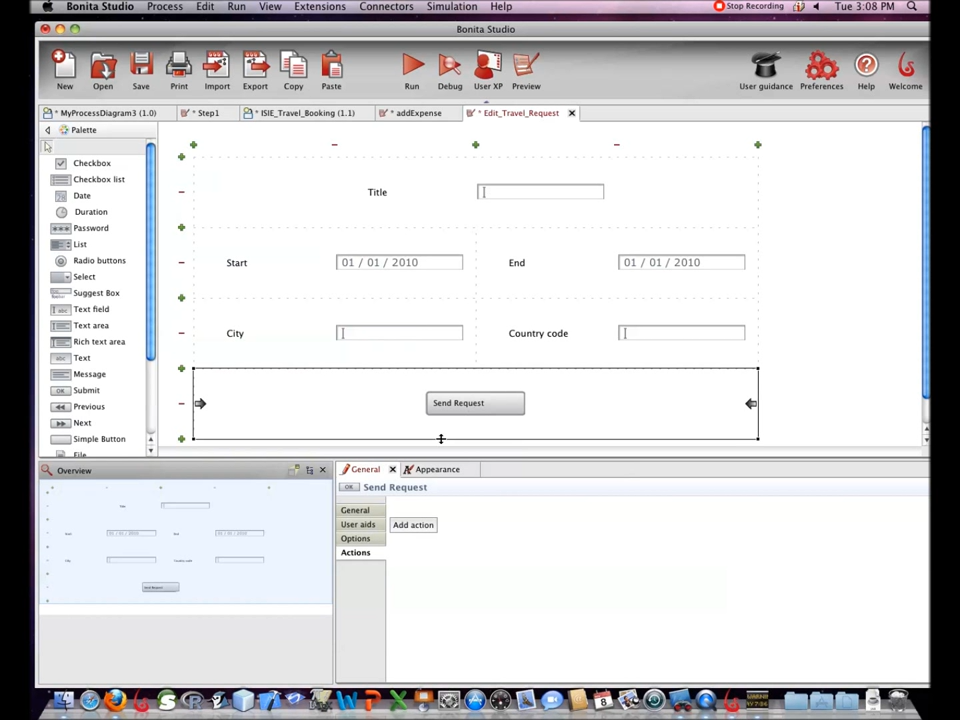 Bonita Studio Process Edit Run View Extensions Connectors Simulation Help Stop Recording Tue 3:08 PM
Bonita Studio
New Open Save Print Import Export Copy Paste Run Debug User XP Preview User guidance Preferences Help Welcome
* MyProcessDiagram3 (1.0) * Step1 * ISIE_Travel_Booking (1.1) * addExpense * Edit_Travel_Request
Palette
Checkbox
Checkbox list
Date
Duration
Password
List
Radio buttons
Select
Suggest Box
Text field
Text area
Rich text area
Text
Message
Submit
Previous
Next
Simple Button
File
Title
Start 01 / 01 / 2010 End 01 / 01 / 2010
City Country code
Send Request
Overview
General Appearance
OK Send Request
General
User aids
Options
Actions
Add action